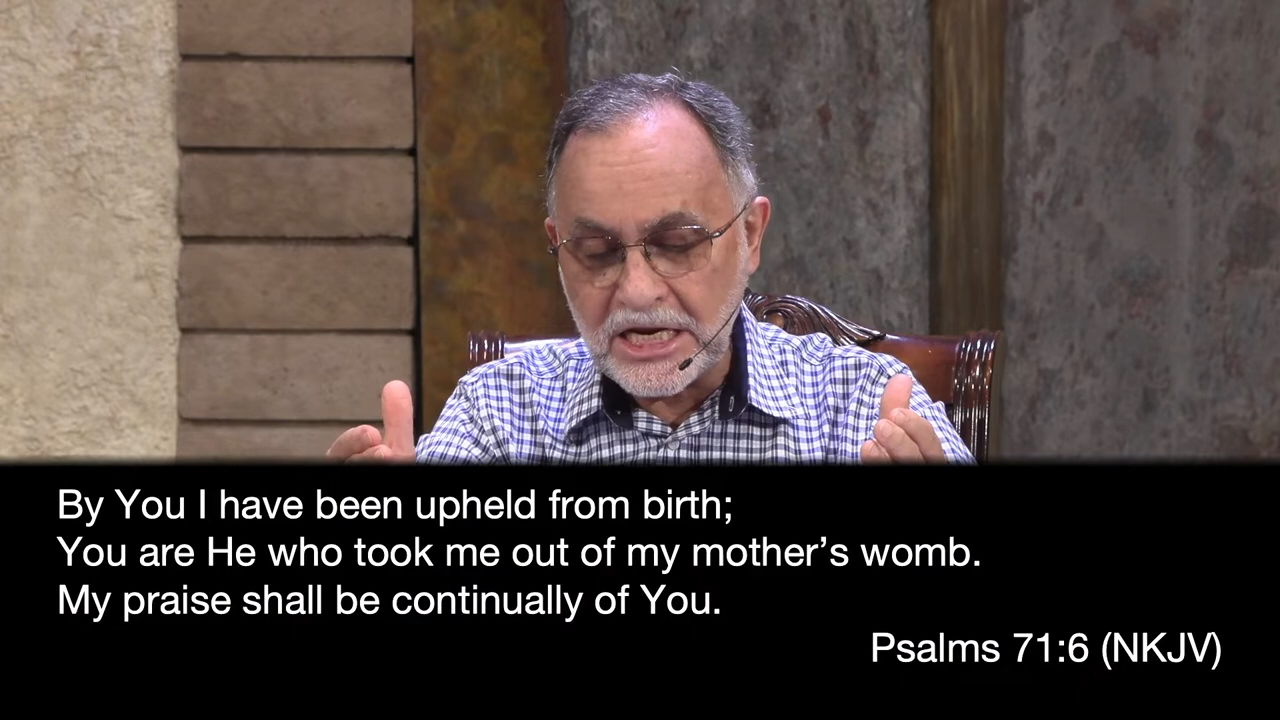 By You I have been upheld from birth;
You are He who took me out of my mother’s womb.
My praise shall be continually of You.
Psalms 71:6 (NKJV)